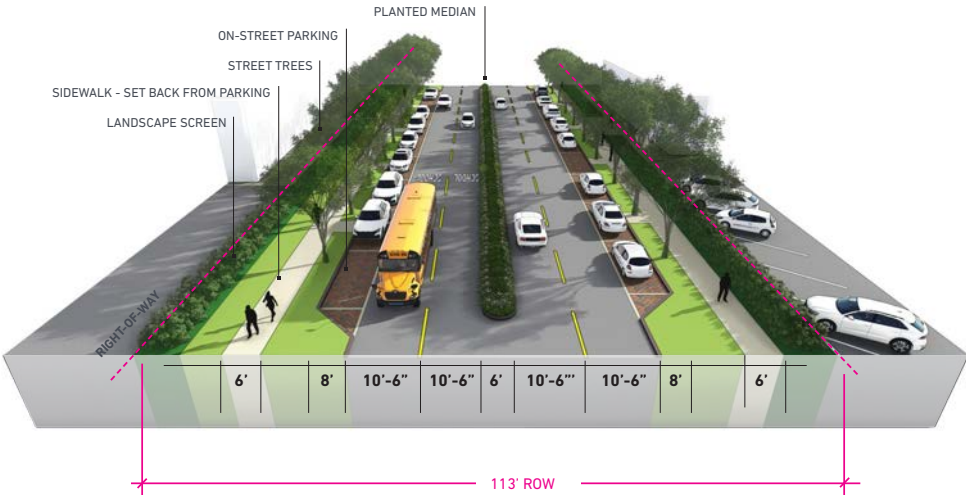 PLANTED MEDIAN
ON-STREET PARKING
STREET TREES
SIDEWALK - SET BACK FROM PARKING
LANDSCAPE SCREEN
RIGHT-OF-WAY
6’ 8’ 10’-6” 10’-6” 6’ 10’-6”’ 10’-6” 8’ 6’
113’ ROW